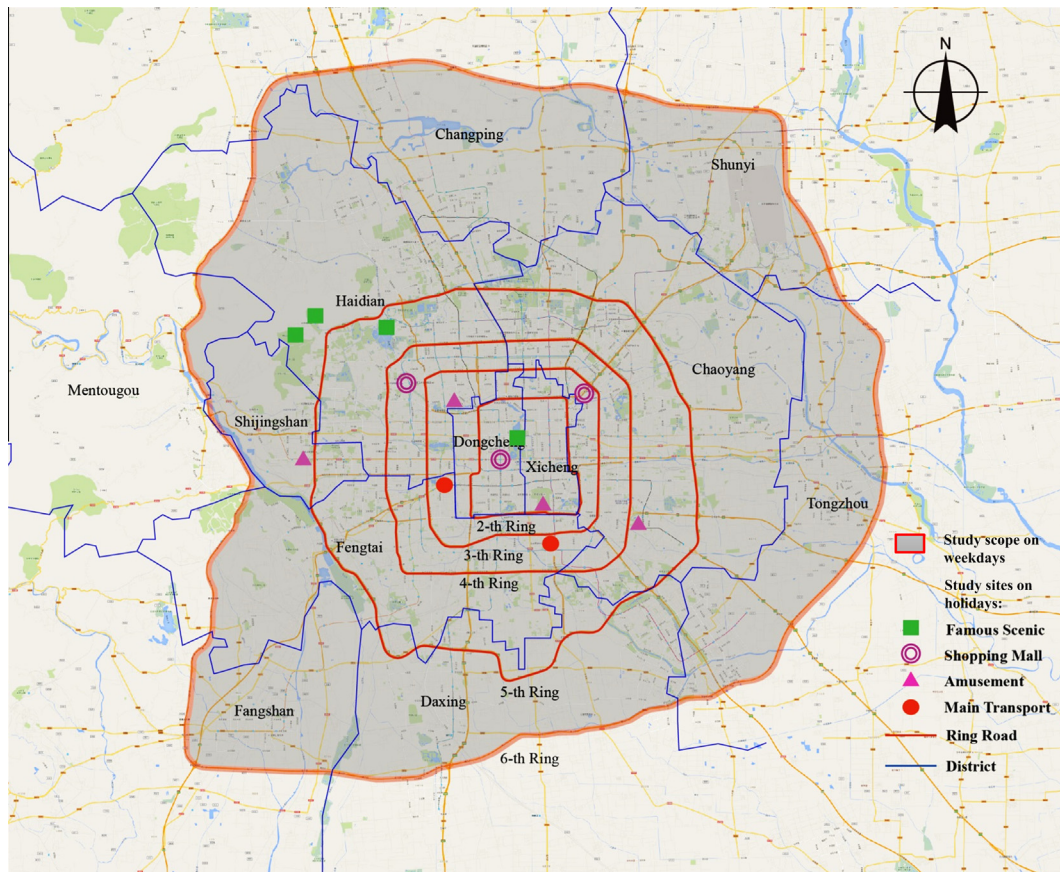 N
Changping
Shunyi
Haidian
Chaoyang
Mentougou
Shijingshan
Dongcheng
Xicheng
Tongzhou
2-th Ring
Fengtai
3-th Ring
4-th Ring
5-th Ring
Daxing
Fangshan
6-th Ring
Study scope on
weekdays
Study sites on
holidays:
Famous Scenic
Shopping Mall
Amusement
Main Transport
Ring Road
District